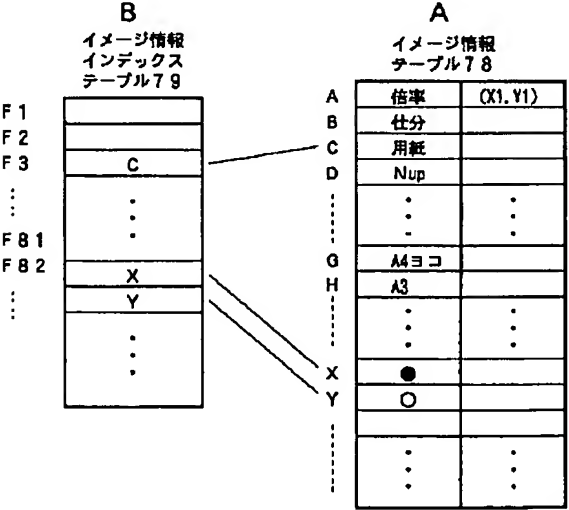 B
イメージ情報
インデックス
テーブル79
F1
F2
F3 C
F81
F82 X
Y
A
イメージ情報
テーブル78
A 倍率 (X1.Y1)
B 仕分
C 用紙
D Nup
G A4ヨコ
H A3
X ●
Y ○